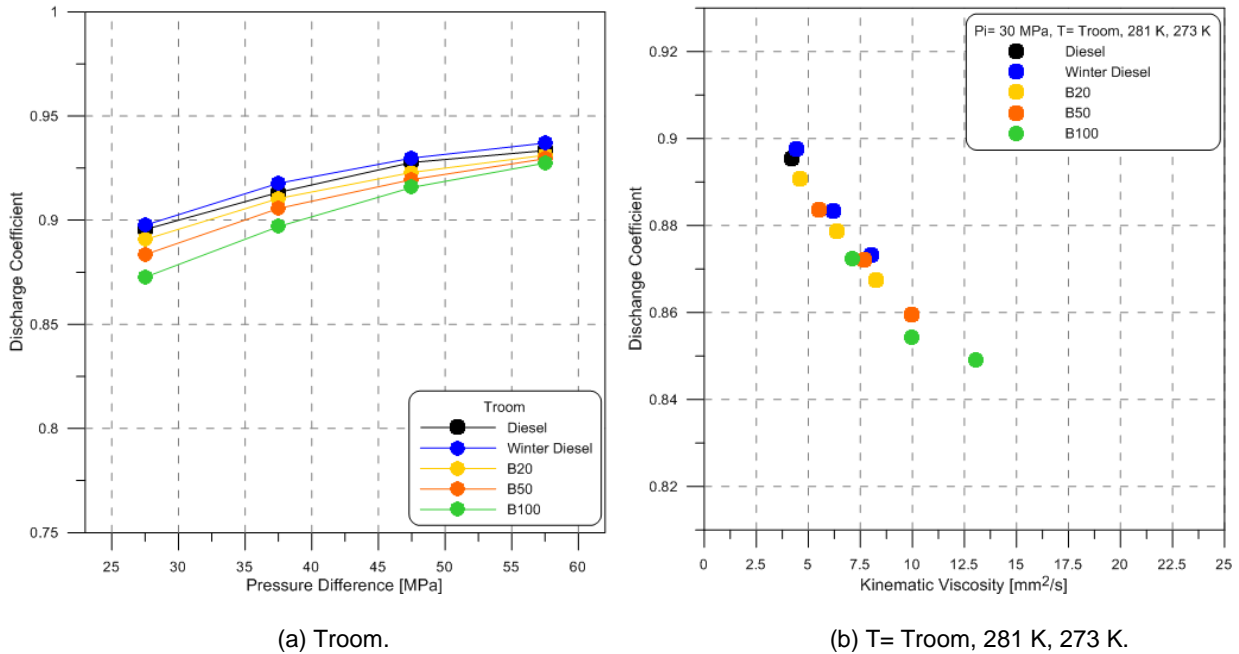 1
0.95
0.9
0.85
0.8
0.75
Discharge Coefficient
25 30 35 40 45 50 55 60
Pressure Difference [MPa]
Troom
Diesel
Winter Diesel
B20
B50
B100
(a) Troom.
0.92
0.9
0.88
0.86
0.84
0.82
Dischange Coefficient
0 2.5 5 7.5 10 12.5 15 17.5 20 22.5 25
Kinematic Viscosity [mm²/s]
Pi= 30 MPa, T= Troom, 281 K, 273 K
Diesel
Winter Diesel
B20
B50
B100
(b) T= Troom, 281 K, 273 K.